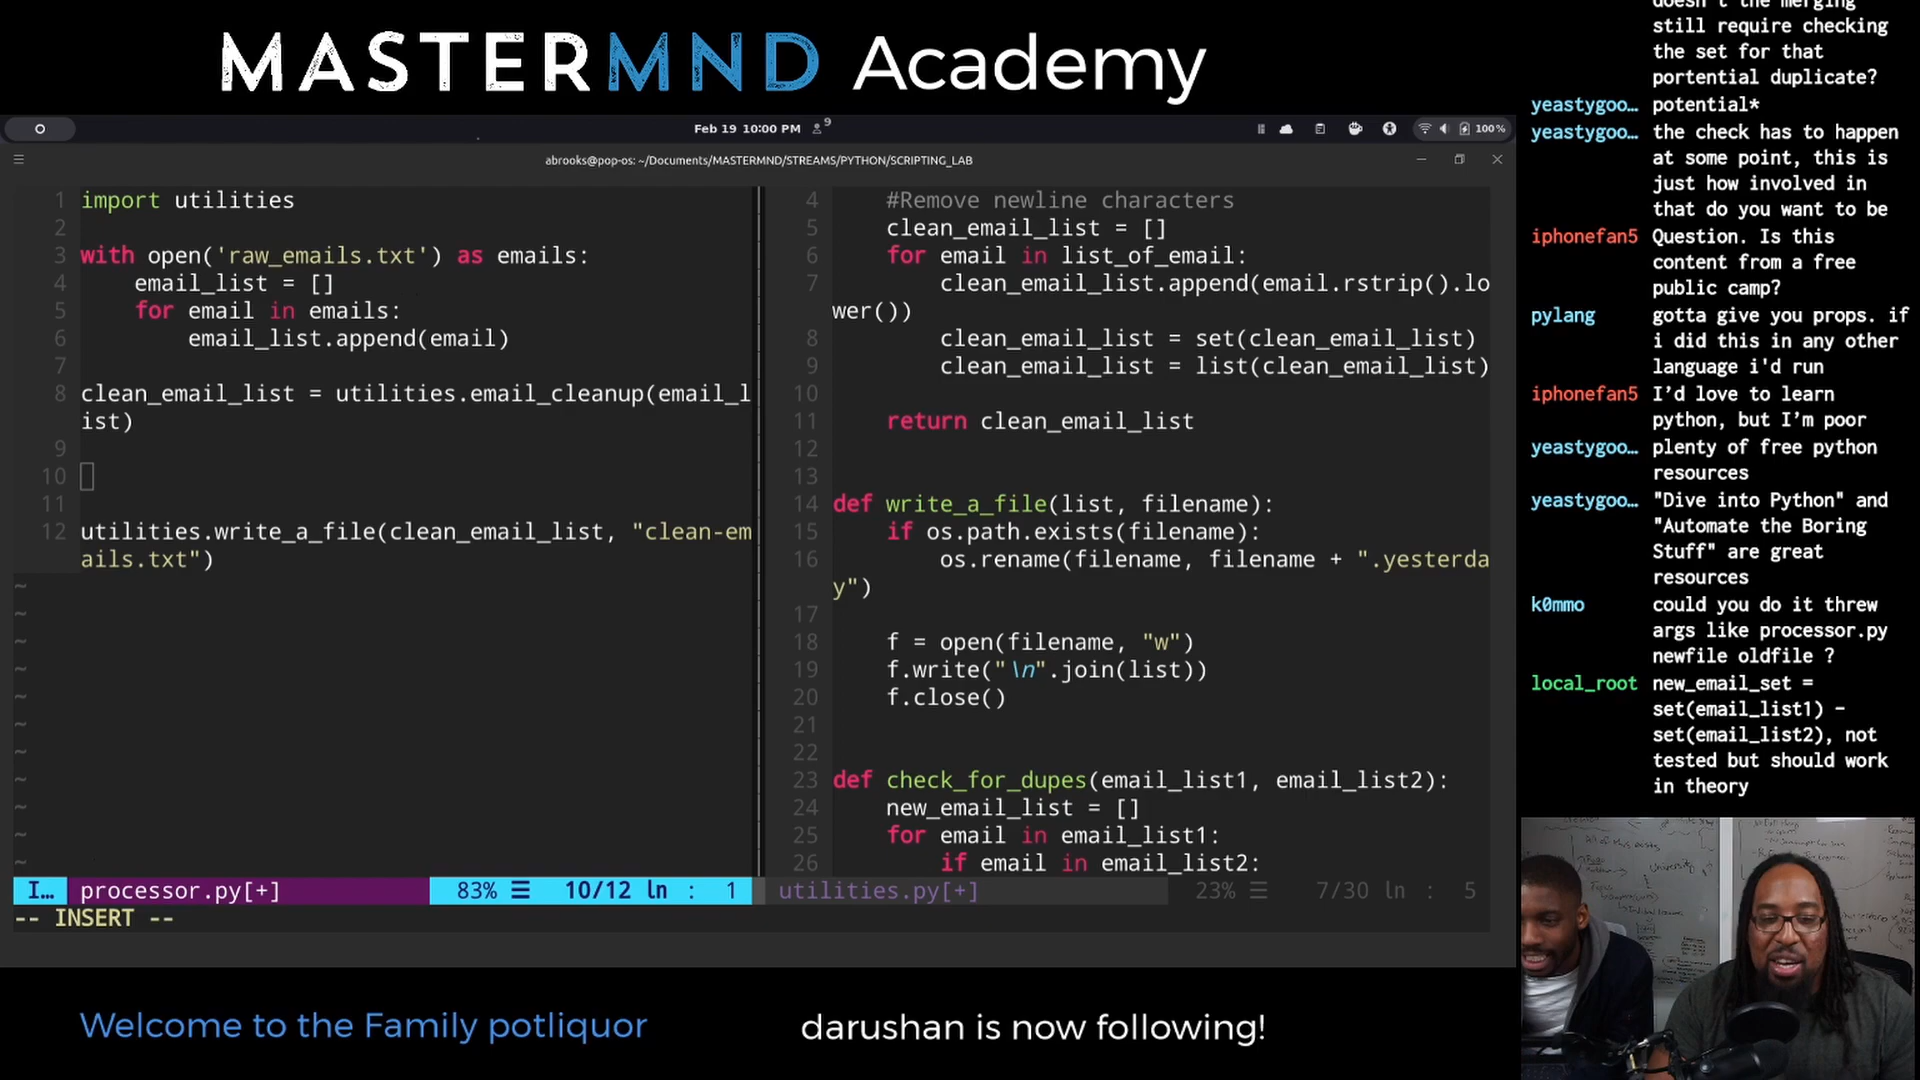 MASTERMND Academy
Feb 19 10:00 PM
9
100%
abrooks@pop-os: ~/Documents/MASTERMND/STREAMS/PYTHON/SCRIPTING_LAB
1 import utilities
2
3 with open('raw_emails.txt') as emails:
4 email_list = []
5 for email in emails:
6 email_list.append(email)
7
8 clean_email_list = utilities.email_cleanup(email_l
ist)
9
10
11
12 utilities.write_a_file(clean_email_list, "clean-em
ails.txt")
~
~
~
~
~
~
~
~
~
~
~
I... processor.py[+] 83% ☰ 10/12 ln : 1
-- INSERT --
4 #Remove newline characters
5 clean_email_list = []
6 for email in list_of_email:
7 clean_email_list.append(email.rstrip().lo
wer())
8 clean_email_list = set(clean_email_list)
9 clean_email_list = list(clean_email_list)
10
11 return clean_email_list
12
13
14 def write_a_file(list, filename):
15 if os.path.exists(filename):
16 os.rename(filename, filename + ".yesterda
y")
17
18 f = open(filename, "w")
19 f.write("\n".join(list))
20 f.close()
21
22
23 def check_for_dupes(email_list1, email_list2):
24 new_email_list = []
25 for email in email_list1:
26 if email in email_list2:
utilities.py[+] 23% ☰ 7/30 ln : 5
doesn't the merging
still require checking
the set for that
portential duplicate?
yeastygoo… potential*
yeastygoo… the check has to happen
at some point, this is
just how involved in
that do you want to be
iphonefan5 Question. Is this
content from a free
public camp?
pylang gotta give you props. if
i did this in any other
language i'd run
iphonefan5 I'd love to learn
python, but I'm poor
yeastygoo… plenty of free python
resources
yeastygoo… "Dive into Python" and
"Automate the Boring
Stuff" are great
resources
k0mmo could you do it threw
args like processor.py
newfile oldfile ?
local_root new_email_set =
set(email_list1) -
set(email_list2), not
tested but should work
in theory
Welcome to the Family potliquor
darushan is now following!